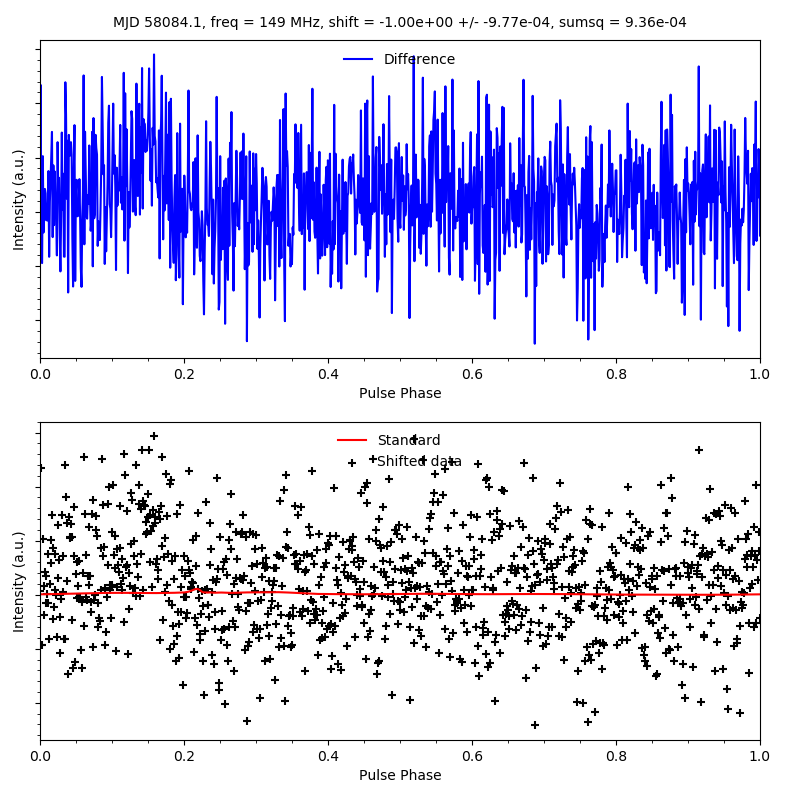 MJD 58084.1, freq = 149 MHz, shift = -1.00e+00 +/- -9.77e-04, sumsq = 9.36e-04
Difference
Intensity (a.u.)
0.0 0.2 0.4 0.6 0.8 1.0
Pulse Phase
Standard
Shifted data
Intensity (a.u.)
0.0 0.2 0.4 0.6 0.8 1.0
Pulse Phase